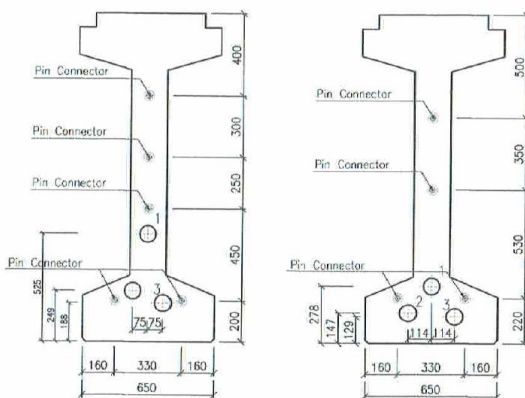 Pin Connector
Pin Connector
Pin Connector
Pin Connector
1
3
400
300
250
450
200
525
249
188
75 75
160 330 160
650
Pin Connector
Pin Connector
Pin Connector
1
2
3
500
350
530
220
278
147
129
114 114
160 330 160
650